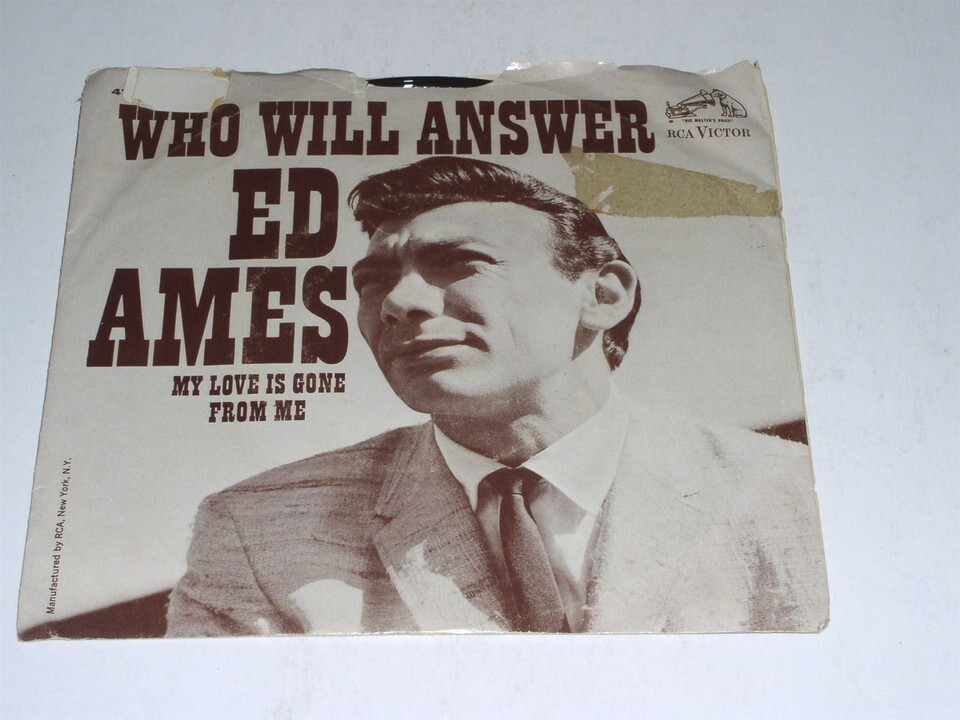 WHO WILL ANSWER
"HIS MASTER'S VOICE"
RCA VICTOR
ED
AMES
MY LOVE IS GONE
FROM ME
Manufactured by RCA, New York, N.Y.